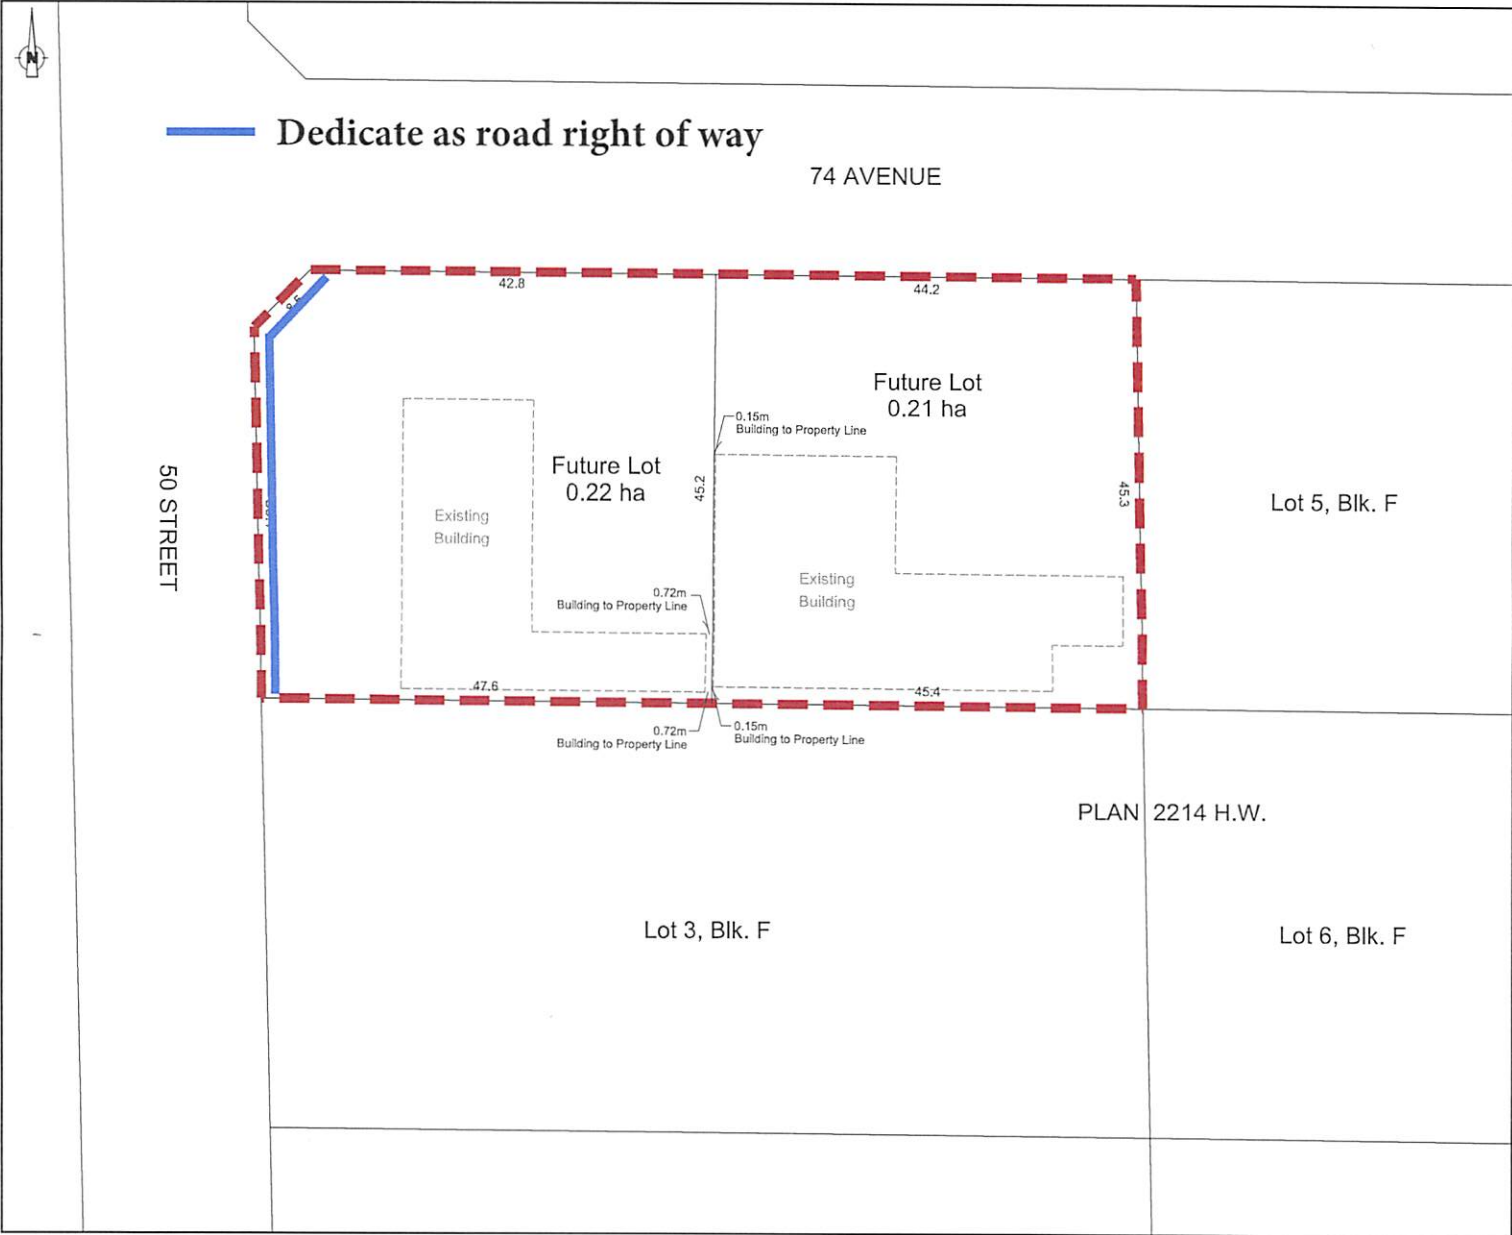 N
Dedicate as road right of way
74 AVENUE
42.8
44.2
Future Lot
0.21 ha
0.15m
Building to Property Line
Future Lot
0.22 ha
45.2
45.3
50 STREET
Lot 5, Blk. F
Existing
Building
Existing
Building
0.72m
Building to Property Line
47.6
45.4
0.72m
Building to Property Line
0.15m
Building to Property Line
PLAN 2214 H.W.
Lot 3, Blk. F
Lot 6, Blk. F